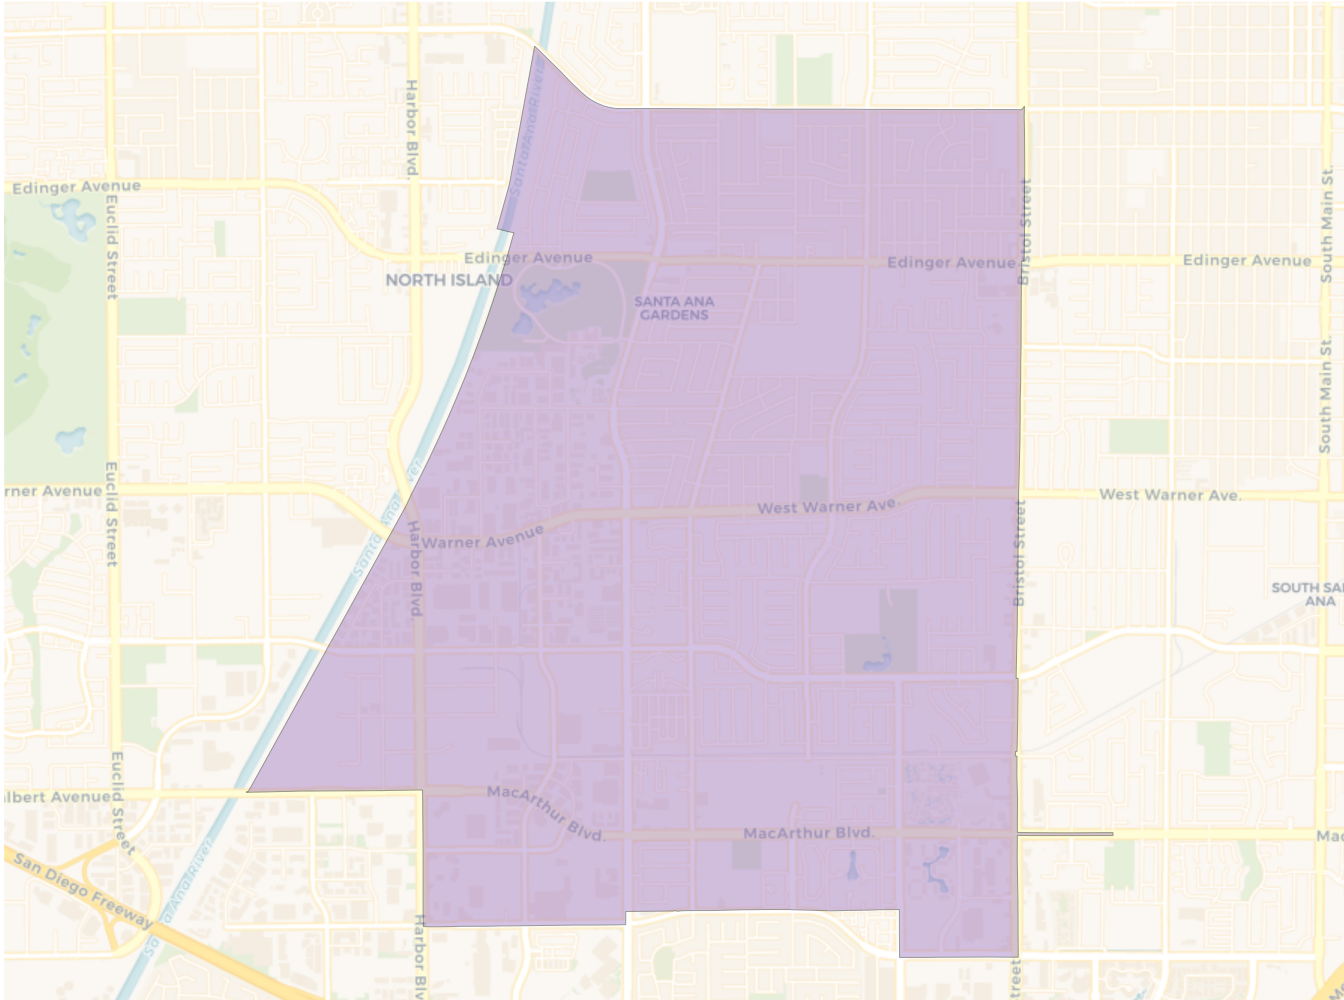 Harbor Blvd.
Santa Ana River
Edinger Avenue
Bristol Street
South Main St.
Euclid Street
Edinger Avenue
Edinger Avenue
Edinger Avenue
NORTH ISLAND
SANTA ANA
GARDENS
South Main St.
rner Avenue
Euclid Street
Santa Ana River
West Warner Ave.
West Warner Ave.
Warner Avenue
Harbor Blvd.
Bristol Street
SOUTH SA
ANA
Euclid Street
lbert Avenue
MacArthur Blvd.
MacArthur Blvd.
Mac
San Diego Freeway
Santa Ana River
Harbor Blv
treet